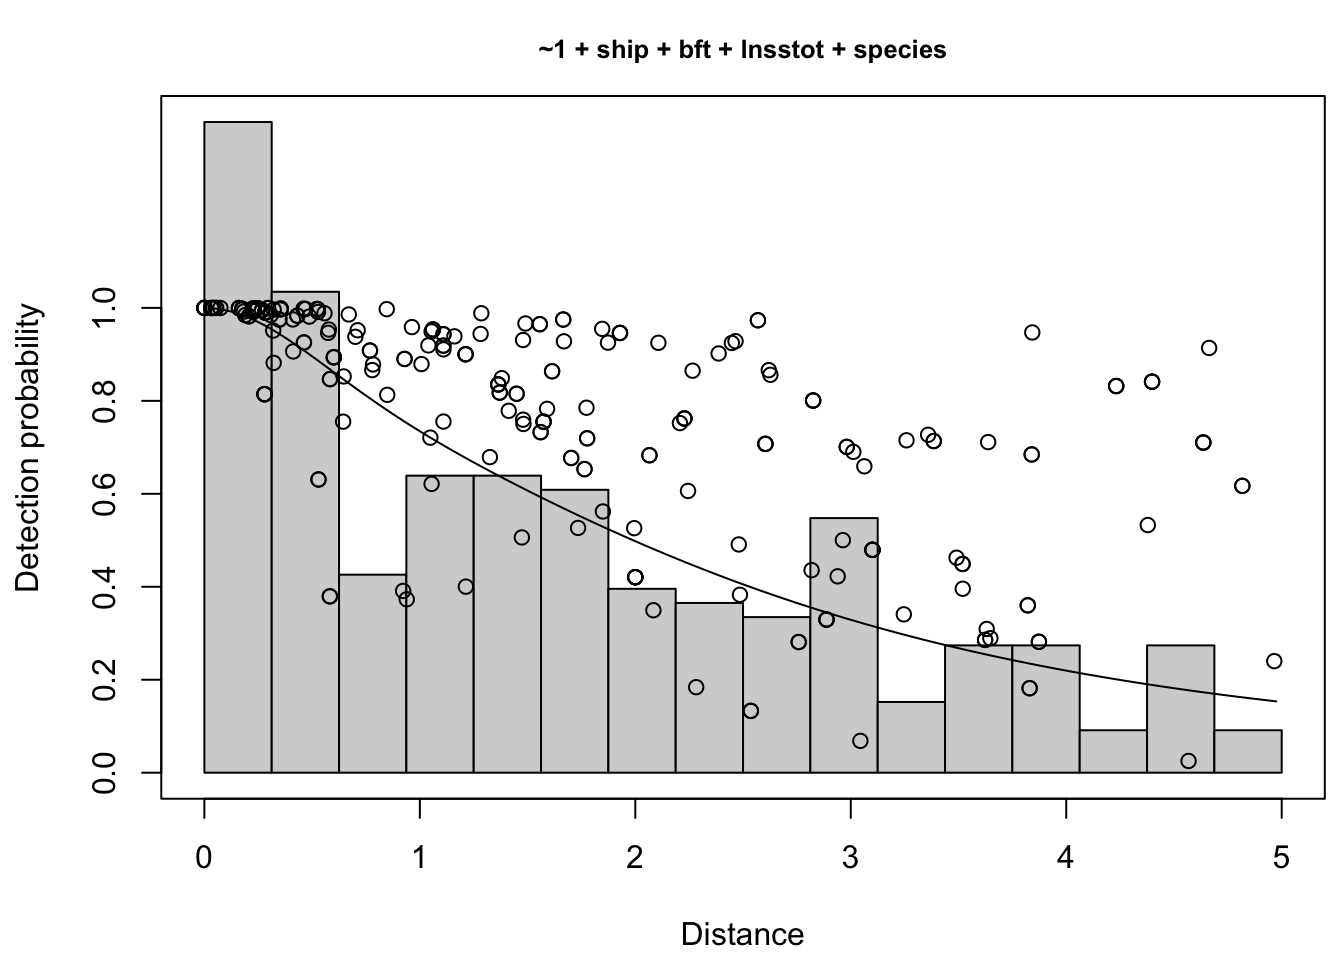 ~1 + ship + bft + lnsstot + species
Detection probability
1.0
0.8
0.6
0.4
0.2
0.0
0 1 2 3 4 5
Distance